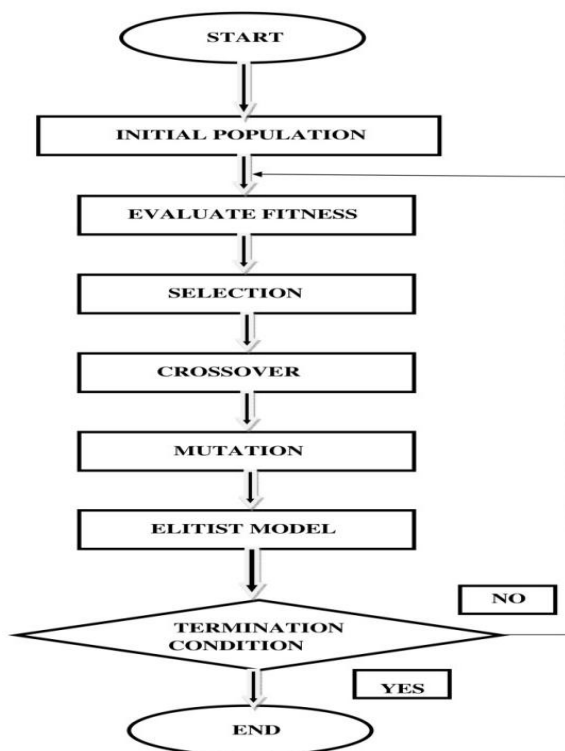 START
INITIAL POPULATION
EVALUATE FITNESS
SELECTION
CROSSOVER
MUTATION
ELITIST MODEL
NO
TERMINATION
CONDITION
YES
END